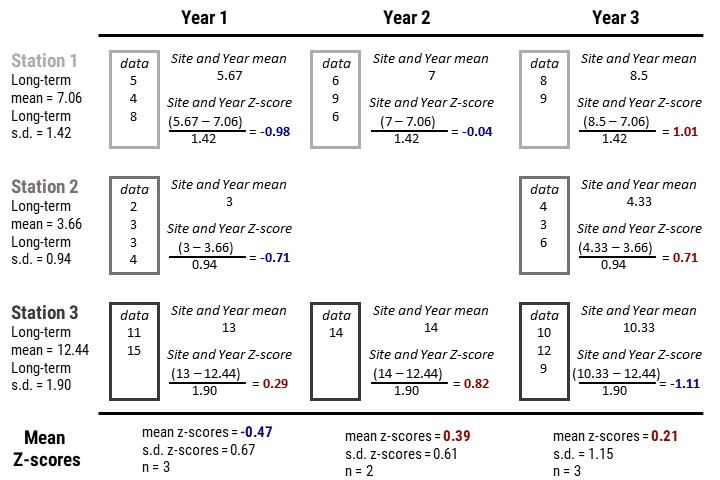 Year 1 Year 2 Year 3
Station 1
Long-term
mean = 7.06
Long-term
s.d. = 1.42
data
5
4
8
Site and Year mean
5.67
Site and Year Z-score
(5.67 – 7.06)
1.42
= -0.98
data
6
9
6
Site and Year mean
7
Site and Year Z-score
(7 – 7.06)
1.42
= -0.04
data
8
9
Site and Year mean
8.5
Site and Year Z-score
(8.5 – 7.06)
1.42
= 1.01
Station 2
Long-term
mean = 3.66
Long-term
s.d. = 0.94
data
2
3
3
4
Site and Year mean
3
Site and Year Z-score
(3 – 3.66)
0.94
= -0.71
data
4
3
6
Site and Year mean
4.33
Site and Year Z-score
(4.33 – 3.66)
0.94
= 0.71
Station 3
Long-term
mean = 12.44
Long-term
s.d. = 1.90
data
11
15
Site and Year mean
13
Site and Year Z-score
(13 – 12.44)
1.90
= 0.29
data
14
Site and Year mean
14
Site and Year Z-score
(14 – 12.44)
1.90
= 0.82
data
10
12
9
Site and Year mean
10.33
Site and Year Z-score
(10.33 – 12.44)
1.90
= -1.11
Mean
Z-scores
mean z-scores = -0.47
s.d. z-scores = 0.67
n = 3
mean z-scores = 0.39
s.d. z-scores = 0.61
n = 2
mean z-scores = 0.21
s.d. = 1.15
n = 3